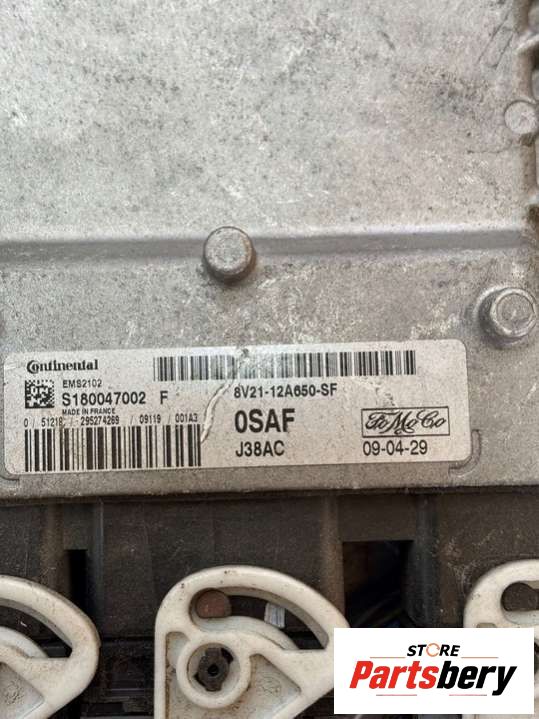 Continental
EMS2102
S180047002 F
MADE IN FRANCE
0 / 51218 / 295274269 / 09119 / 001A3
8V21-12A650-SF
0SAF
J38AC
FoMoCo
09-04-29
STORE
Partsbery